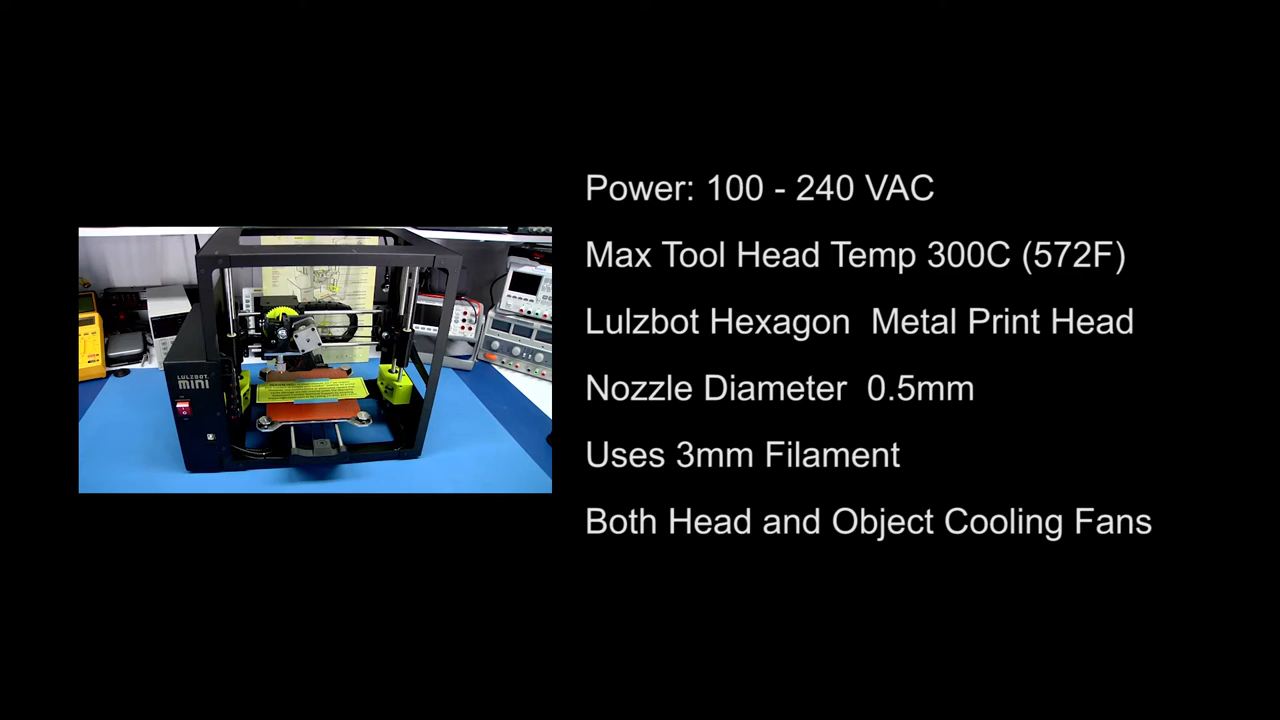 Power: 100 - 240 VAC
Max Tool Head Temp 300C (572F)
Lulzbot Hexagon  Metal Print Head
Nozzle Diameter  0.5mm
Uses 3mm Filament
Both Head and Object Cooling Fans
LULZBOT
mini